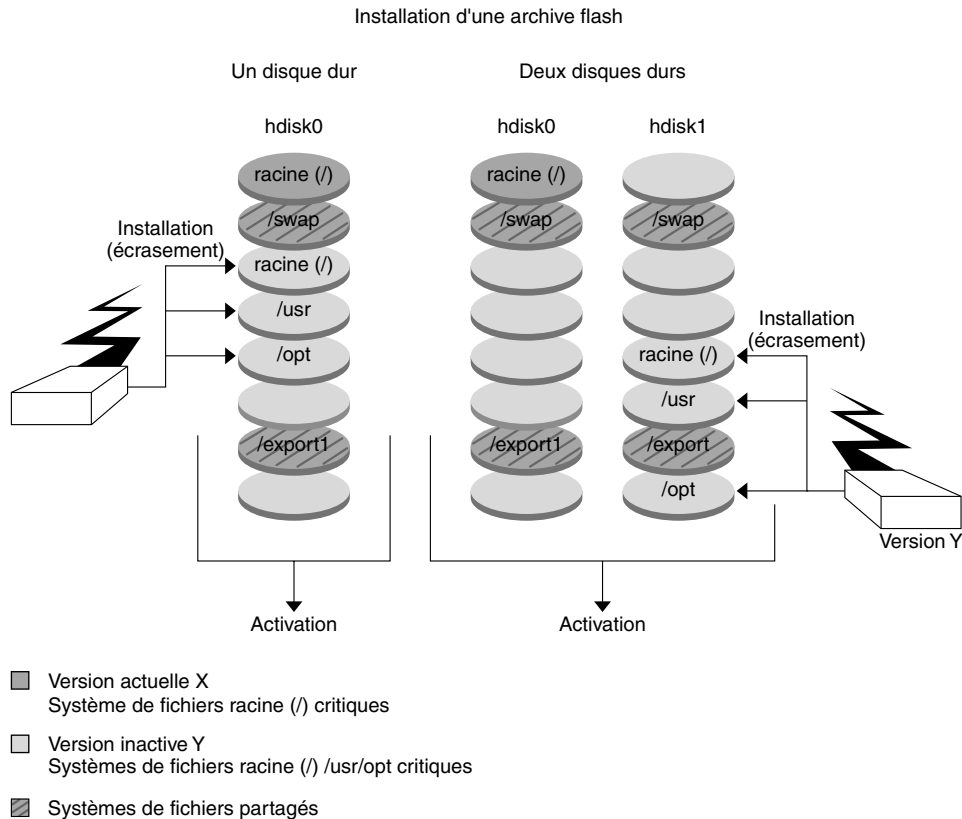 Installation d'une archive flash
Un disque dur
Deux disques durs
hdisk0
hdisk0
hdisk1
racine (/)
/swap
racine (/)
/usr
/opt
/export1
Installation
(écrasement)
racine (/)
/swap
/export1
/swap
racine (/)
/usr
/export
/opt
Installation
(écrasement)
Version Y
Activation
Activation
Version actuelle X
Système de fichiers racine (/) critiques
Version inactive Y
Systèmes de fichiers racine (/) /usr/opt critiques
Systèmes de fichiers partagés